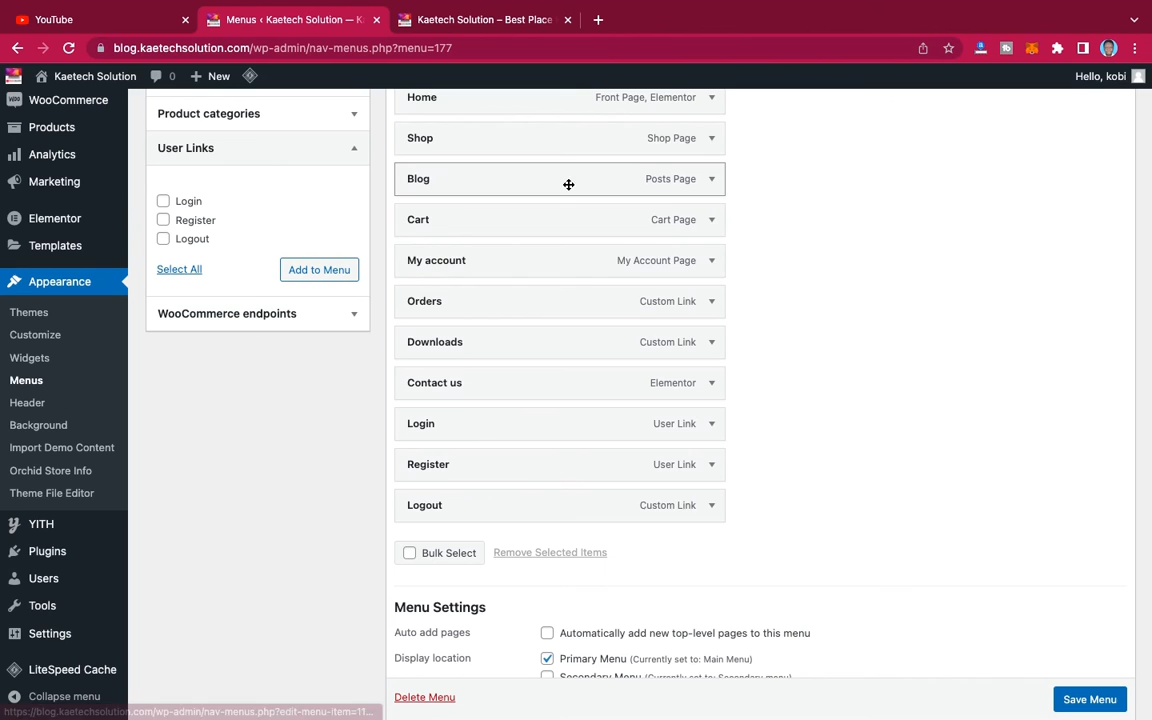 YouTube
Menus ‹ Kaetech Solution — K
Kaetech Solution – Best Place
blog.kaetechsolution.com/wp-admin/nav-menus.php?menu=177
Kaetech Solution 0 New
Hello, kobi
WooCommerce
Products
Analytics
Marketing
Elementor
Templates
Appearance
Themes
Customize
Widgets
Menus
Header
Background
Import Demo Content
Orchid Store Info
Theme File Editor
YITH
Plugins
Users
Tools
Settings
LiteSpeed Cache
Collapse menu
Product categories
User Links
Login
Register
Logout
Select All
Add to Menu
WooCommerce endpoints
Home Front Page, Elementor
Shop Shop Page
Blog Posts Page
Cart Cart Page
My account My Account Page
Orders Custom Link
Downloads Custom Link
Contact us Elementor
Login User Link
Register User Link
Logout Custom Link
Bulk Select Remove Selected Items
Menu Settings
Auto add pages Automatically add new top-level pages to this menu
Display location Primary Menu (Currently set to: Main Menu)
Secondary Menu (Currently set to: Secondary menu)
Delete Menu
Save Menu
https://blog.kaetechsolution.com/wp-admin/nav-menus.php?edit-menu-item=11...